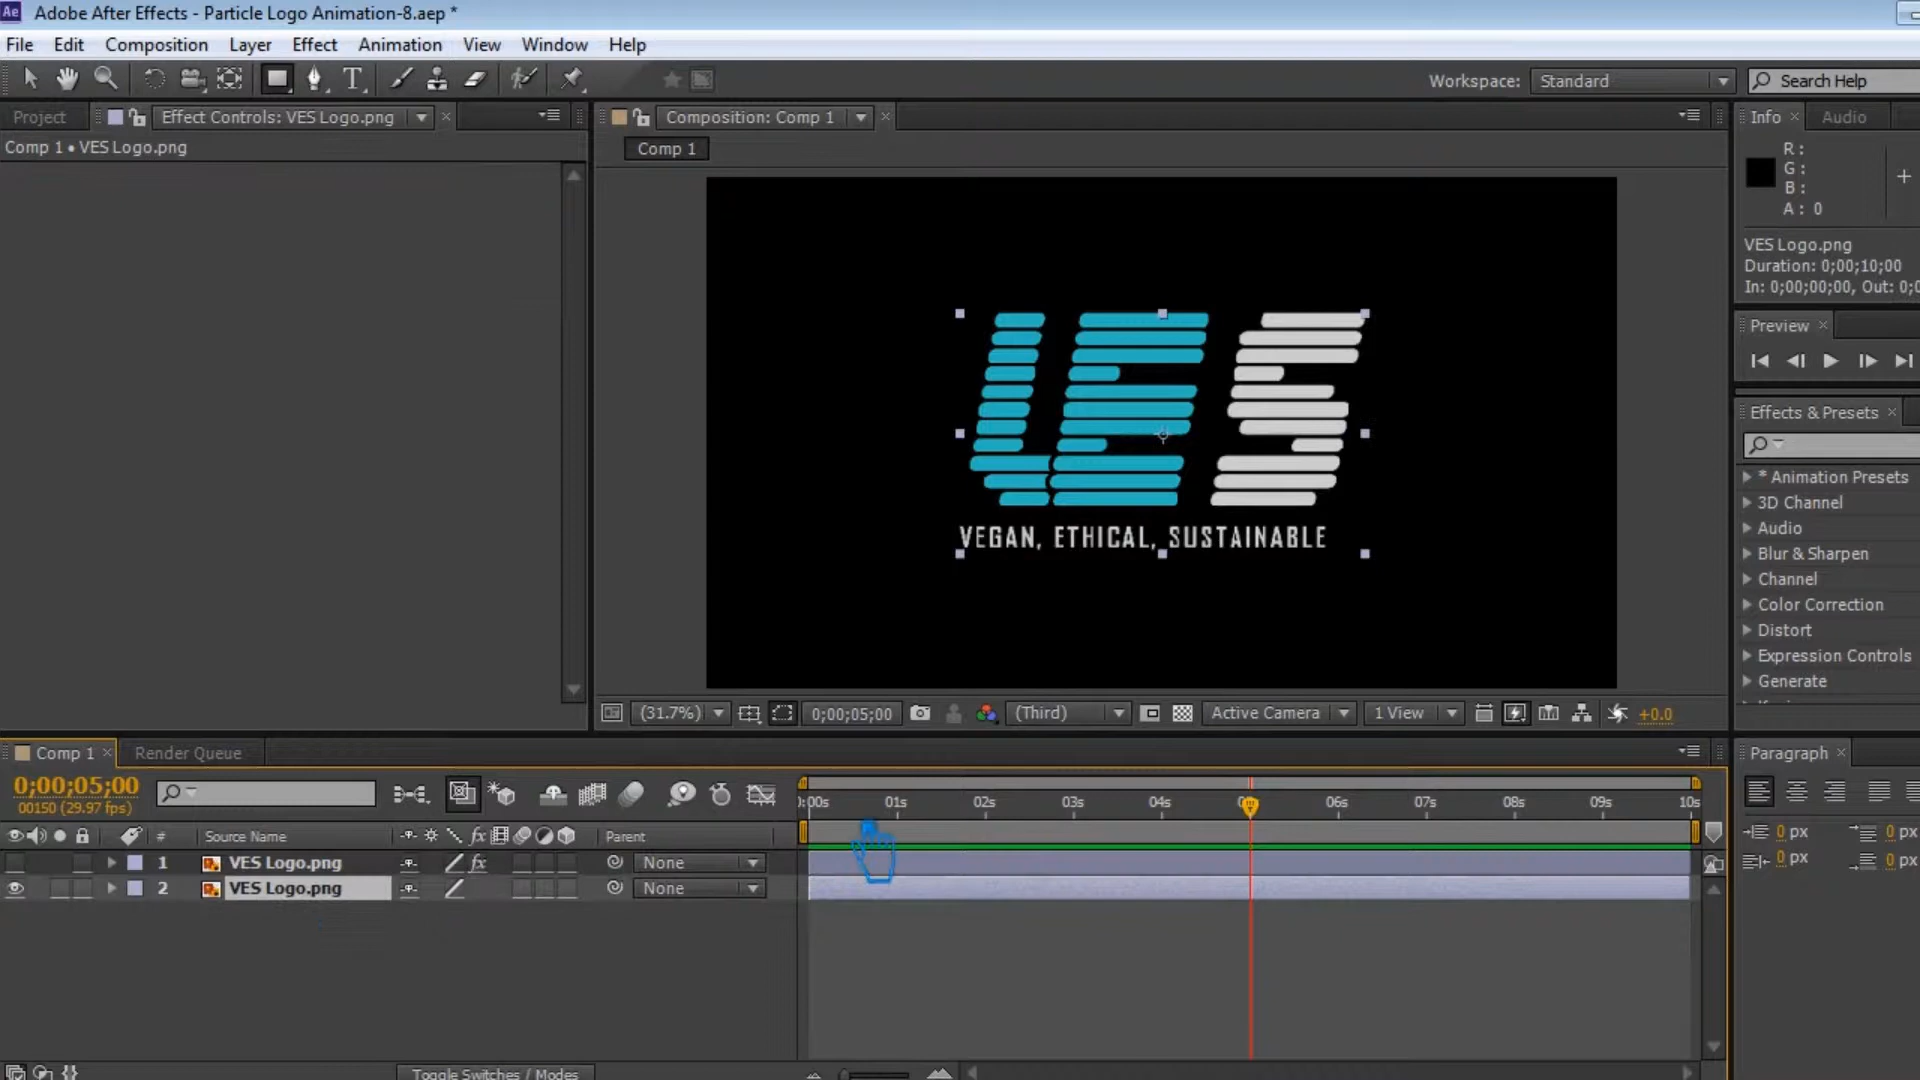 Adobe After Effects - Particle Logo Animation-8.aep *
File Edit Composition Layer Effect Animation View Window Help
Workspace: Standard Search Help
Project Effect Controls: VES Logo.png Composition: Comp 1 Info Audio
Comp 1 • VES Logo.png
Comp 1
R :
G :
B :
A : 0
VES Logo.png
Duration: 0;00;10;00
In: 0;00;00;00, Out: 0;0
Preview
Effects & Presets
* Animation Presets
3D Channel
Audio
Blur & Sharpen
Channel
Color Correction
Distort
Expression Controls
Generate
VES
VEGAN, ETHICAL, SUSTAINABLE
(31.7%) 0;00;05;00 (Third) Active Camera 1 View +0.0
Comp 1 Render Queue Paragraph
0;00;05;00
00150 (29.97 fps)
0:00s 01s 02s 03s 04s 06s 07s 08s 09s 10s
# Source Name fx Parent
1 VES Logo.png fx None
2 VES Logo.png None
0 px 0 px
0 px 0 px
Toggle Switches / Modes